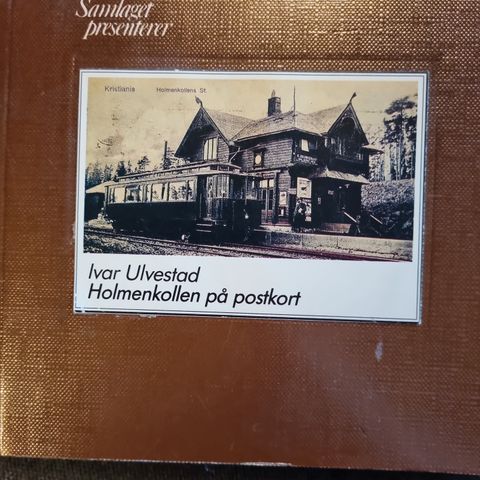 Samlaget
presenterer
Kristiania Holmenkollens St.
Ivar Ulvestad
Holmenkollen på postkort